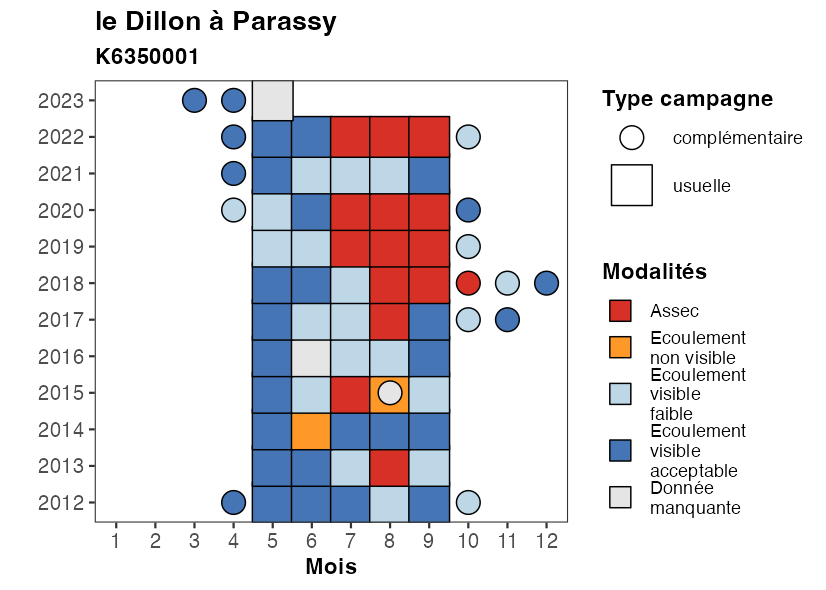 le Dillon à Parassy
K6350001
2023
2022
2021
2020
2019
2018
2017
2016
2015
2014
2013
2012
1 2 3 4 5 6 7 8 9 10 11 12
Mois
Type campagne
complémentaire
usuelle
Modalités
Assec
Ecoulement
non visible
Ecoulement
visible
faible
Ecoulement
visible
acceptable
Donnée
manquante